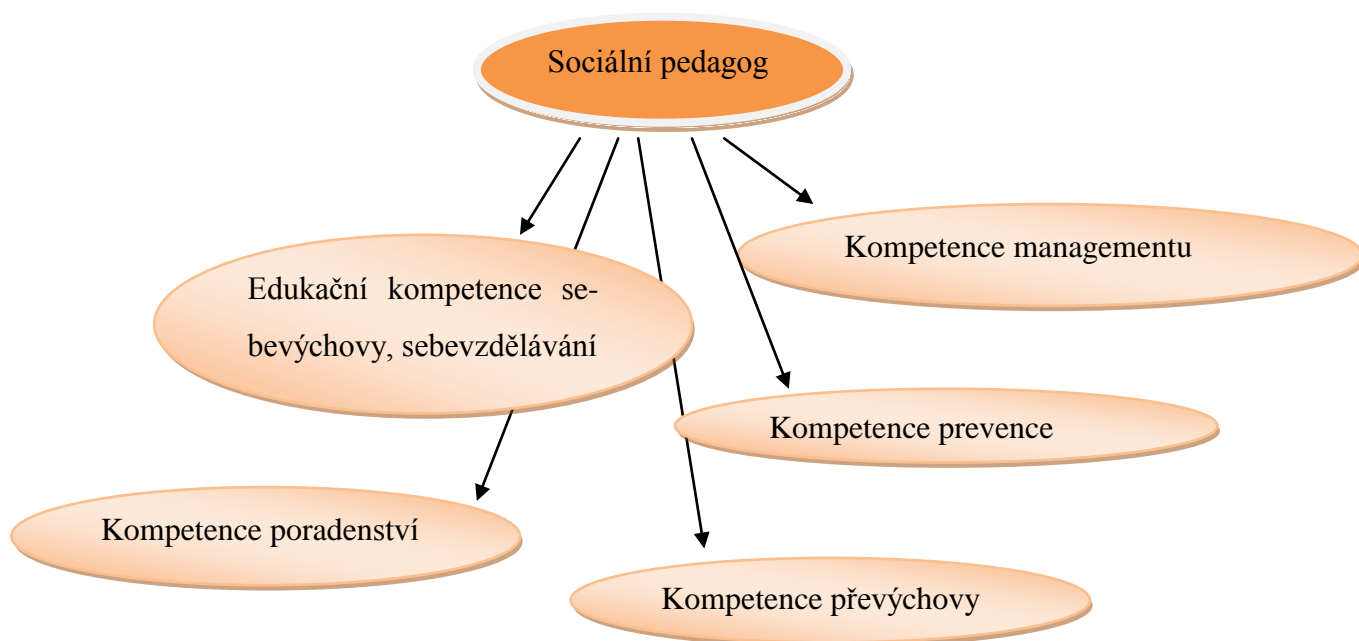 Sociální pedagog
Kompetence managementu
Edukační kompetence se-
bevýchovy, sebevzdělávání
Kompetence prevence
Kompetence poradenství
Kompetence převýchovy